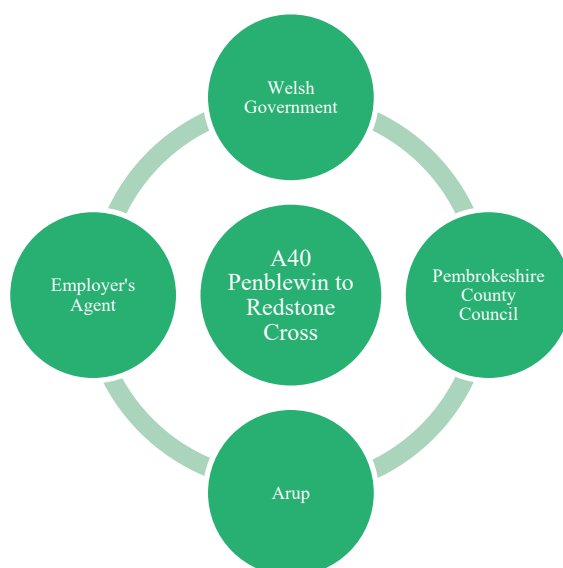 Welsh
Government
A40
Penblewin to
Redstone
Cross
Employer's
Agent
Pembrokeshire
County
Council
Arup